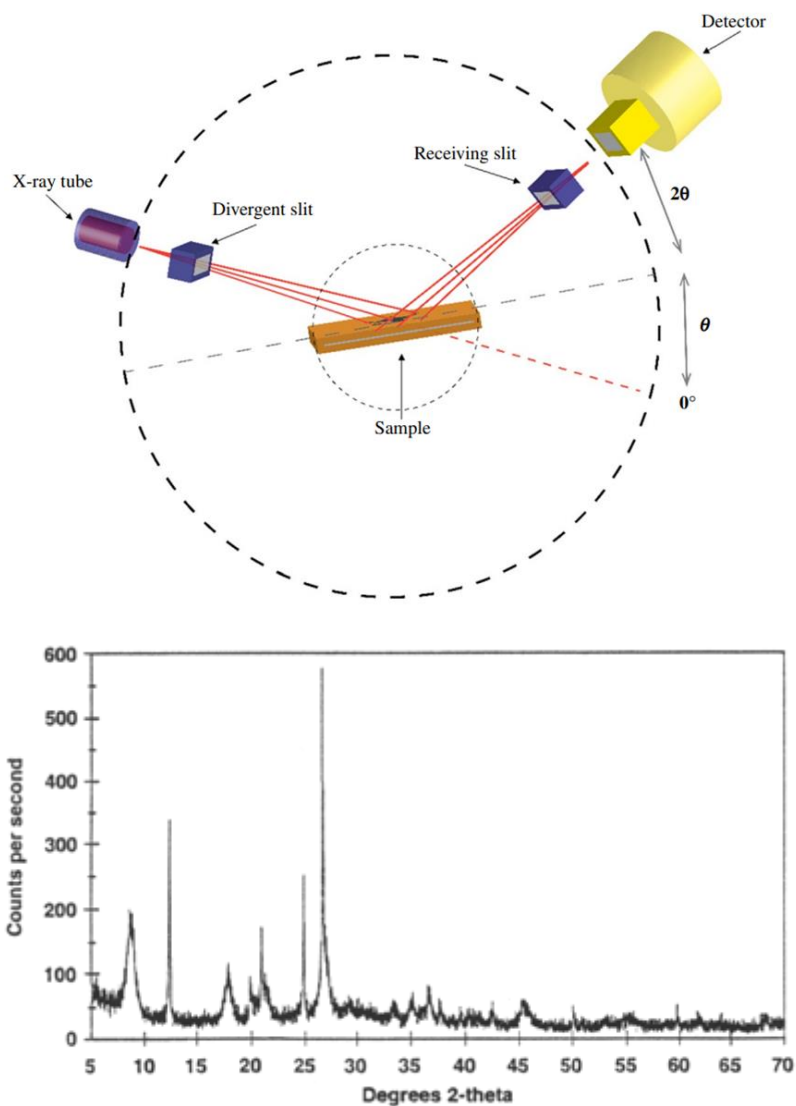 Detector
Receiving slit
X-ray tube
2θ
Divergent slit
θ
0°
Sample
600
500
400
300
200
100
0
Counts per second
5 10 15 20 25 30 35 40 45 50 55 60 65 70
Degrees 2-theta